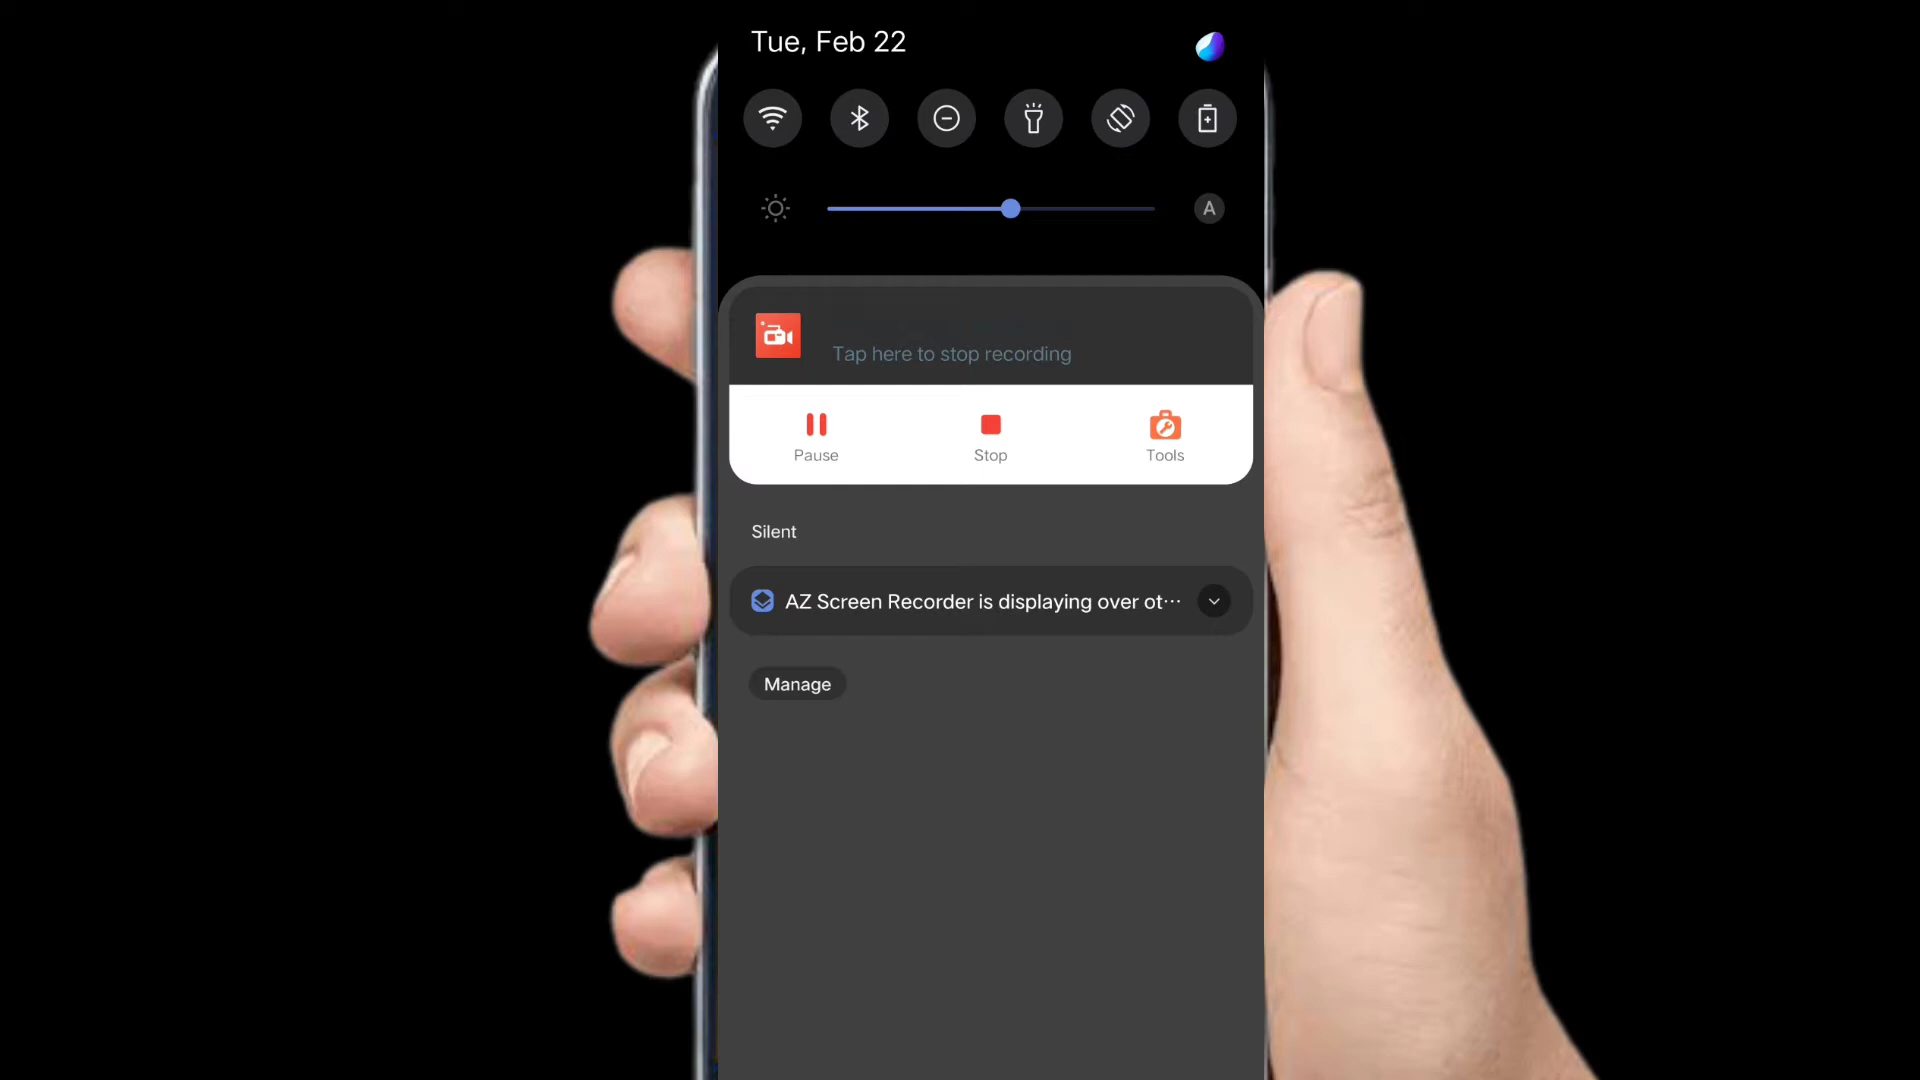 Tue, Feb 22
A
Tap here to stop recording
Pause Stop Tools
Silent
AZ Screen Recorder is displaying over ot···
Manage